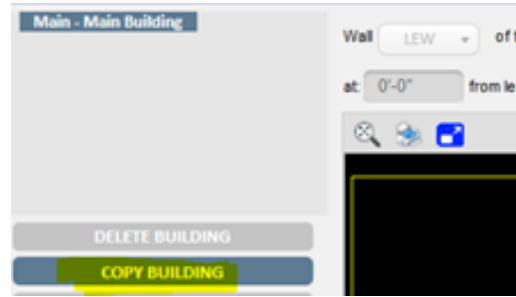 Main - Main Building
Wall LEW of
at: 0'-0" from le
DELETE BUILDING
COPY BUILDING